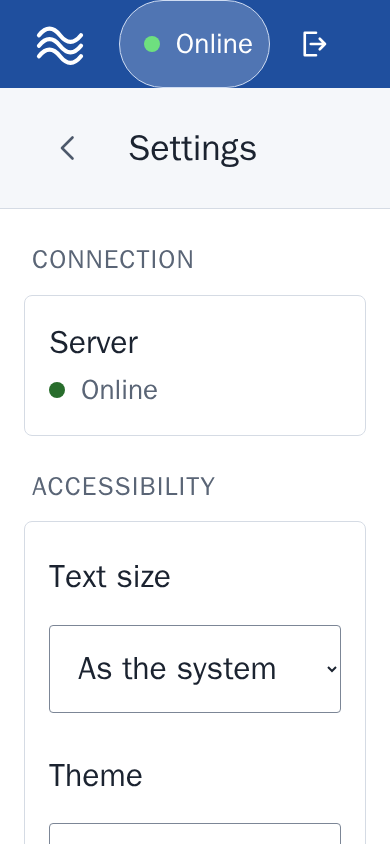 Online
Settings
CONNECTION
Server
Online
ACCESSIBILITY
Text size
As the system
Theme